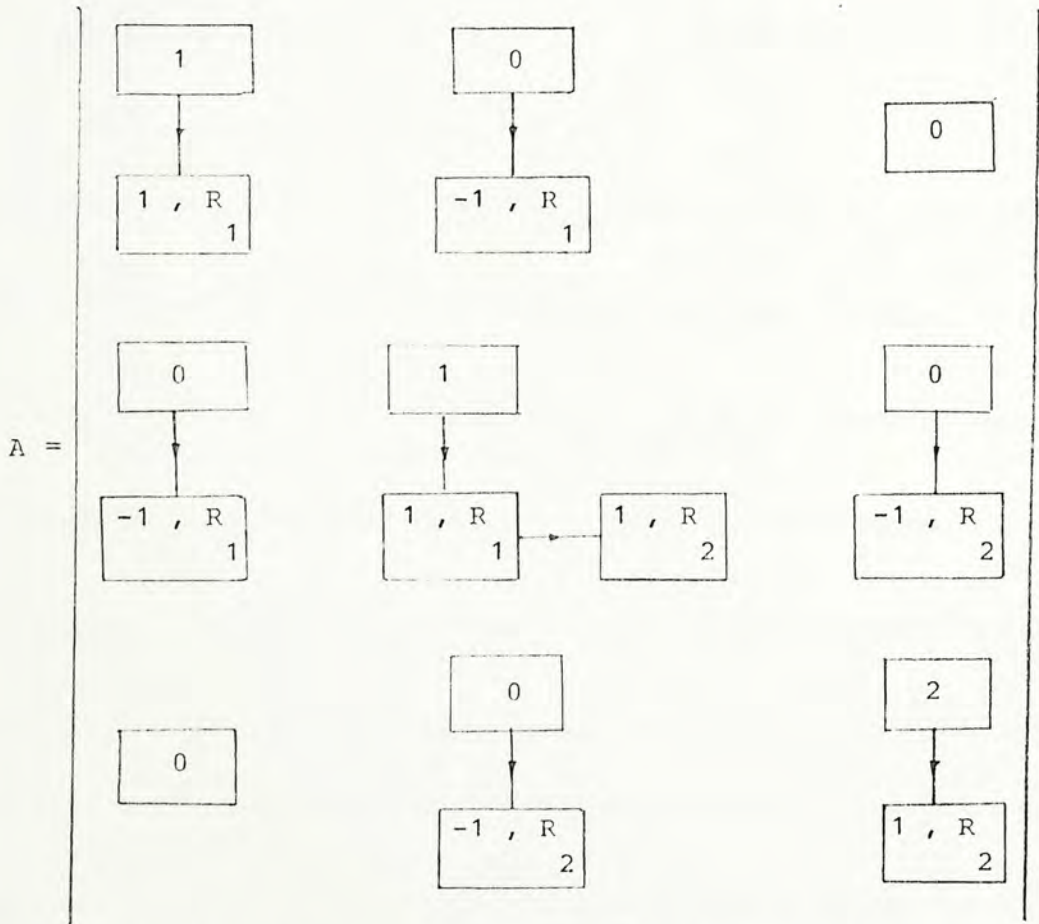 1 0
0
1 , R -1 , R
1 1
0 1 0
A =
-1 , R 1 , R 1 , R -1 , R
1 1 2 2
0 2
0
-1 , R 1 , R
2 2